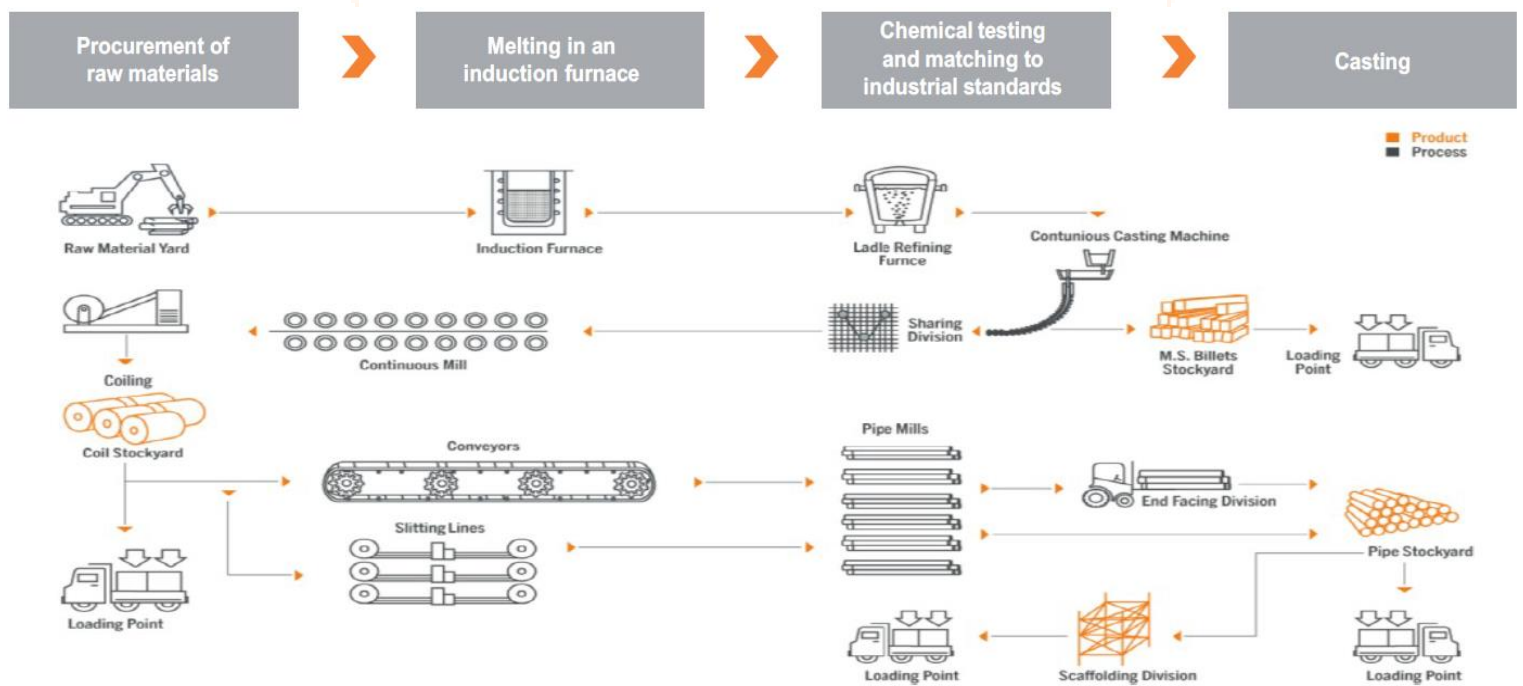 Procurement of
raw materials
Melting in an
induction furnace
Chemical testing
and matching to
industrial standards
Casting
Product
Process
Raw Material Yard
Induction Furnace
Ladle Refining
Furnce
Contunious Casting Machine
Sharing
Division
M.S. Billets
Stockyard
Loading
Point
Continuous Mill
Coiling
Coil Stockyard
Conveyors
Pipe Mills
End Facing Division
Slitting Lines
Pipe Stockyard
Loading Point
Loading Point
Scaffolding Division
Loading Point